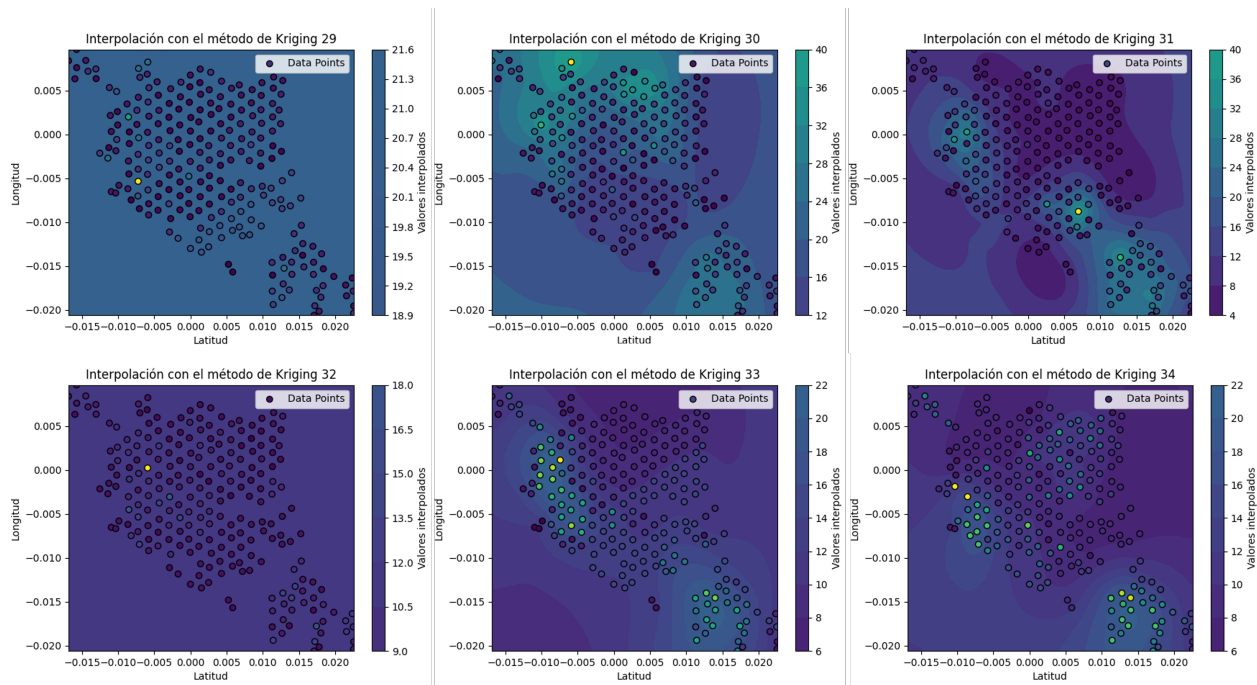 Interpolación con el método de Kriging 29
Data Points
0.005
0.000
−0.005
−0.010
−0.015
−0.020
Longitud
−0.015 −0.010 −0.005 0.000 0.005 0.010 0.015 0.020
Latitud
21.6
21.3
21.0
20.7
20.4
20.1
19.8
19.5
19.2
18.9
Valores interpolados
Interpolación con el método de Kriging 30
Data Points
0.005
0.000
−0.005
−0.010
−0.015
−0.020
Longitud
−0.015 −0.010 −0.005 0.000 0.005 0.010 0.015 0.020
Latitud
40
36
32
28
24
20
16
12
Valores interpolados
Interpolación con el método de Kriging 31
Data Points
0.005
0.000
−0.005
−0.010
−0.015
−0.020
Longitud
−0.015 −0.010 −0.005 0.000 0.005 0.010 0.015 0.020
Latitud
40
36
32
28
24
20
16
12
8
4
Valores interpolados
Interpolación con el método de Kriging 32
Data Points
0.005
0.000
−0.005
−0.010
−0.015
−0.020
Longitud
−0.015 −0.010 −0.005 0.000 0.005 0.010 0.015 0.020
Latitud
18.0
16.5
15.0
13.5
12.0
10.5
9.0
Valores interpolados
Interpolación con el método de Kriging 33
Data Points
0.005
0.000
−0.005
−0.010
−0.015
−0.020
Longitud
−0.015 −0.010 −0.005 0.000 0.005 0.010 0.015 0.020
Latitud
22
20
18
16
14
12
10
8
6
Valores interpolados
Interpolación con el método de Kriging 34
Data Points
0.005
0.000
−0.005
−0.010
−0.015
−0.020
Longitud
−0.015 −0.010 −0.005 0.000 0.005 0.010 0.015 0.020
Latitud
22
20
18
16
14
12
10
8
6
Valores interpolados